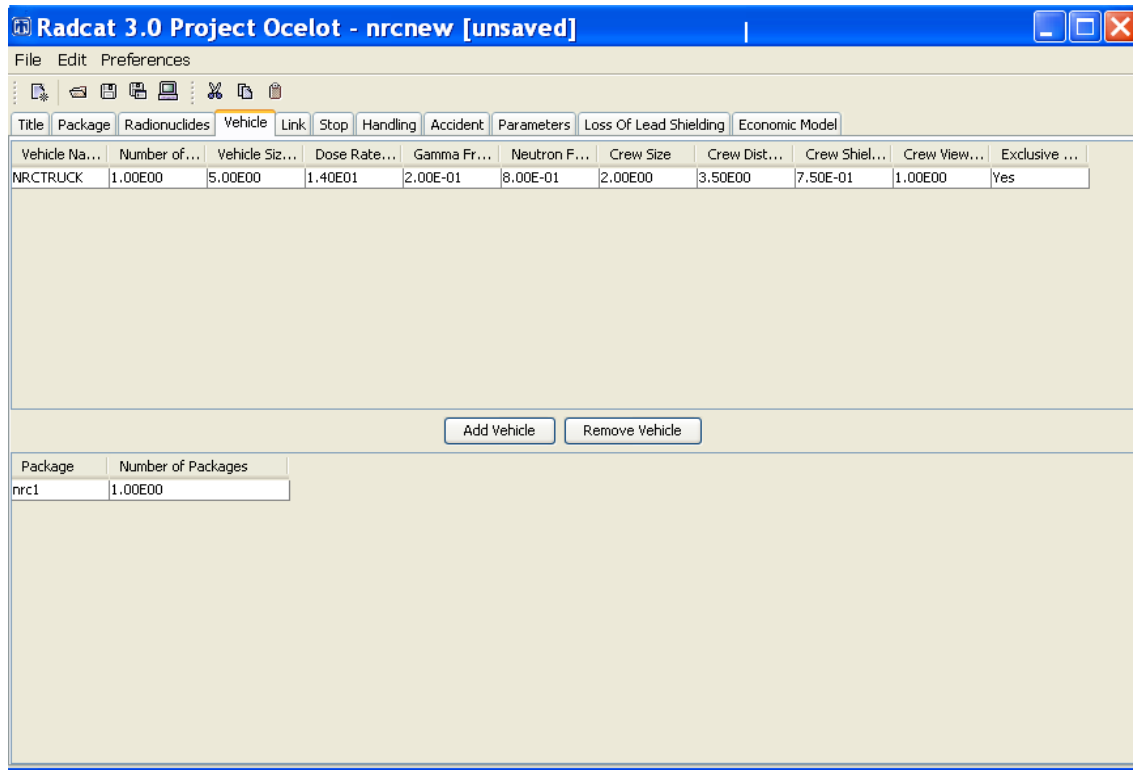 Radcat 3.0 Project Ocelot - nrcnew [unsaved]
File Edit Preferences
Title Package Radionuclides Vehicle Link Stop Handling Accident Parameters Loss Of Lead Shielding Economic Model
Vehicle Na... Number of... Vehicle Siz... Dose Rate... Gamma Fr... Neutron F... Crew Size Crew Dist... Crew Shiel... Crew View... Exclusive ...
NRCTRUCK 1.00E00 5.00E00 1.40E01 2.00E-01 8.00E-01 2.00E00 3.50E00 7.50E-01 1.00E00 Yes
Add Vehicle Remove Vehicle
Package Number of Packages
nrc1 1.00E00